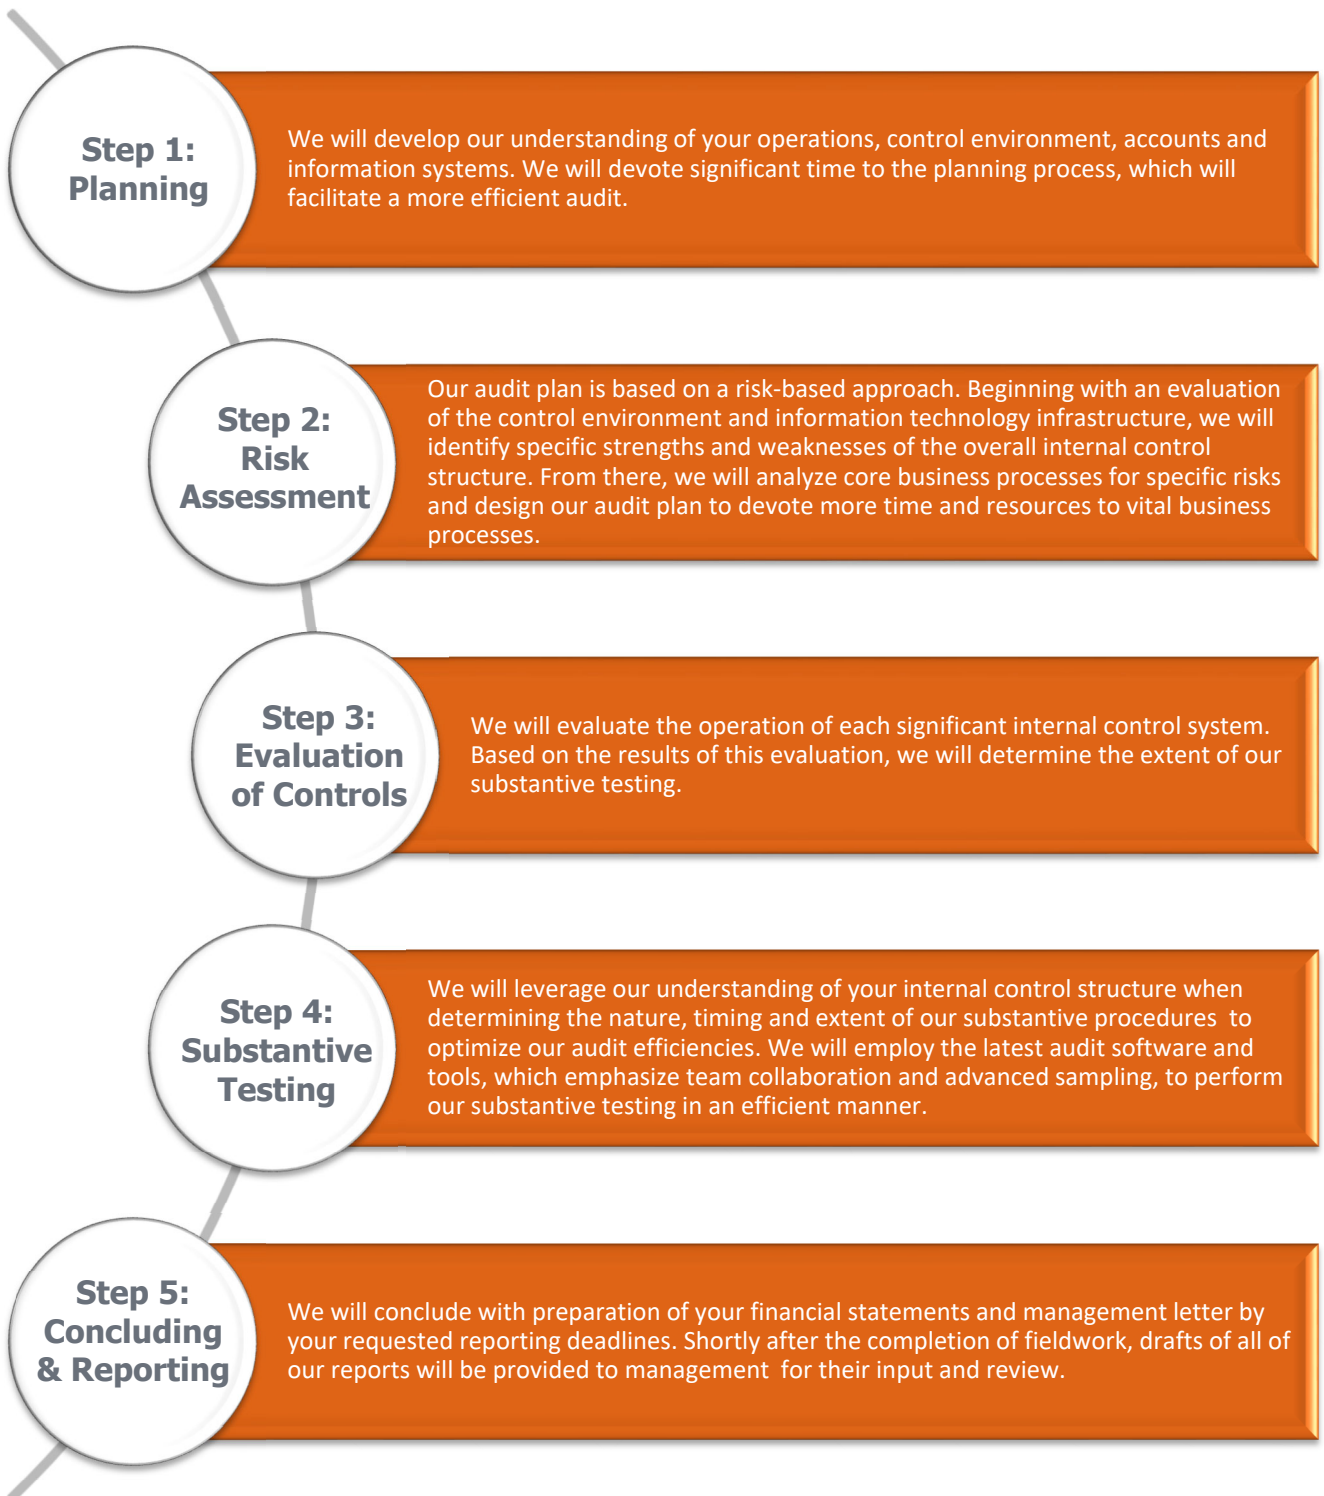 Step 1:
Planning
We will develop our understanding of your operations, control environment, accounts and
information systems. We will devote significant time to the planning process, which will
facilitate a more efficient audit.
Step 2:
Risk
Assessment
Our audit plan is based on a risk-based approach. Beginning with an evaluation
of the control environment and information technology infrastructure, we will
identify specific strengths and weaknesses of the overall internal control
structure. From there, we will analyze core business processes for specific risks
and design our audit plan to devote more time and resources to vital business
processes.
Step 3:
Evaluation
of Controls
We will evaluate the operation of each significant internal control system.
Based on the results of this evaluation, we will determine the extent of our
substantive testing.
Step 4:
Substantive
Testing
We will leverage our understanding of your internal control structure when
determining the nature, timing and extent of our substantive procedures  to
optimize our audit efficiencies. We will employ the latest audit software and
tools, which emphasize team collaboration and advanced sampling, to perform
our substantive testing in an efficient manner.
Step 5:
Concluding
& Reporting
We will conclude with preparation of your financial statements and management letter by
your requested reporting deadlines. Shortly after the completion of fieldwork, drafts of all of
our reports will be provided to management  for their input and review.